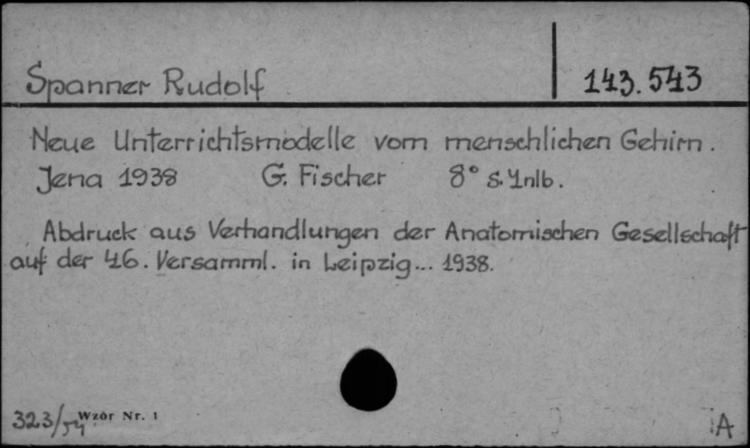 Spanner Rudolf 143.543
Neue Unterrichtsmodelle vom menschlichen Gehirn.
Jena 1938 G. Fischer 8° s. Ynlb.
Abdruck aus Verhandlungen der Anatomischen Gesellschaft
auf der 46. Versamml. in Leipzig... 1938.
323/54 Wzór Nr. 1 A